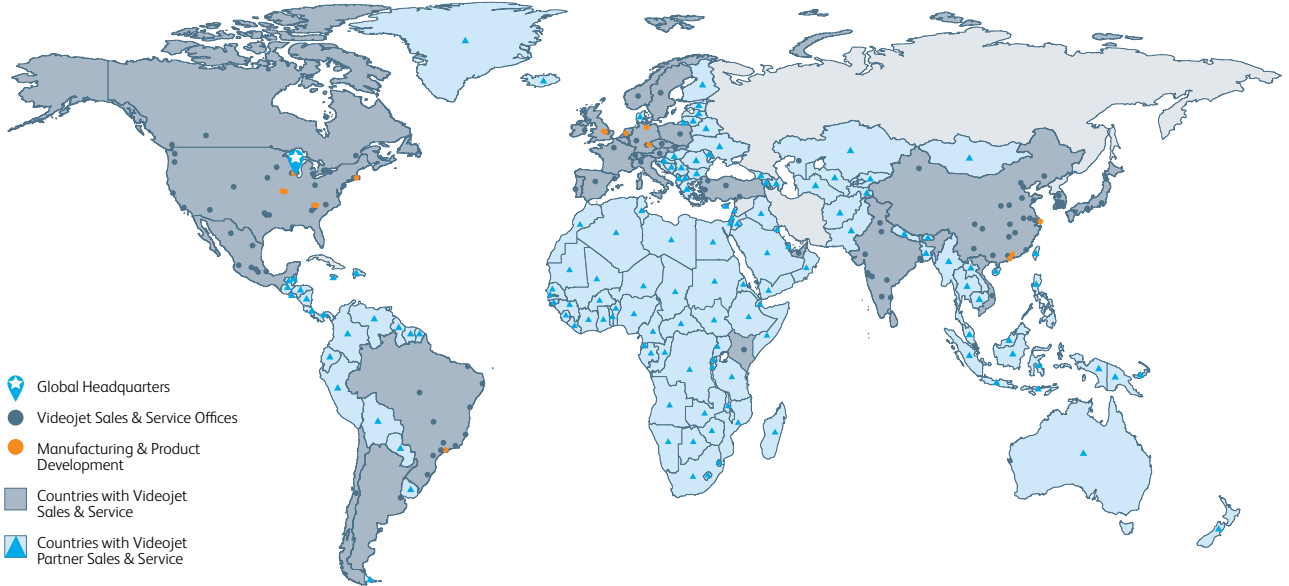 Global Headquarters
Videojet Sales & Service Offices
Manufacturing & Product
Development
Countries with Videojet
Sales & Service
Countries with Videojet
Partner Sales & Service